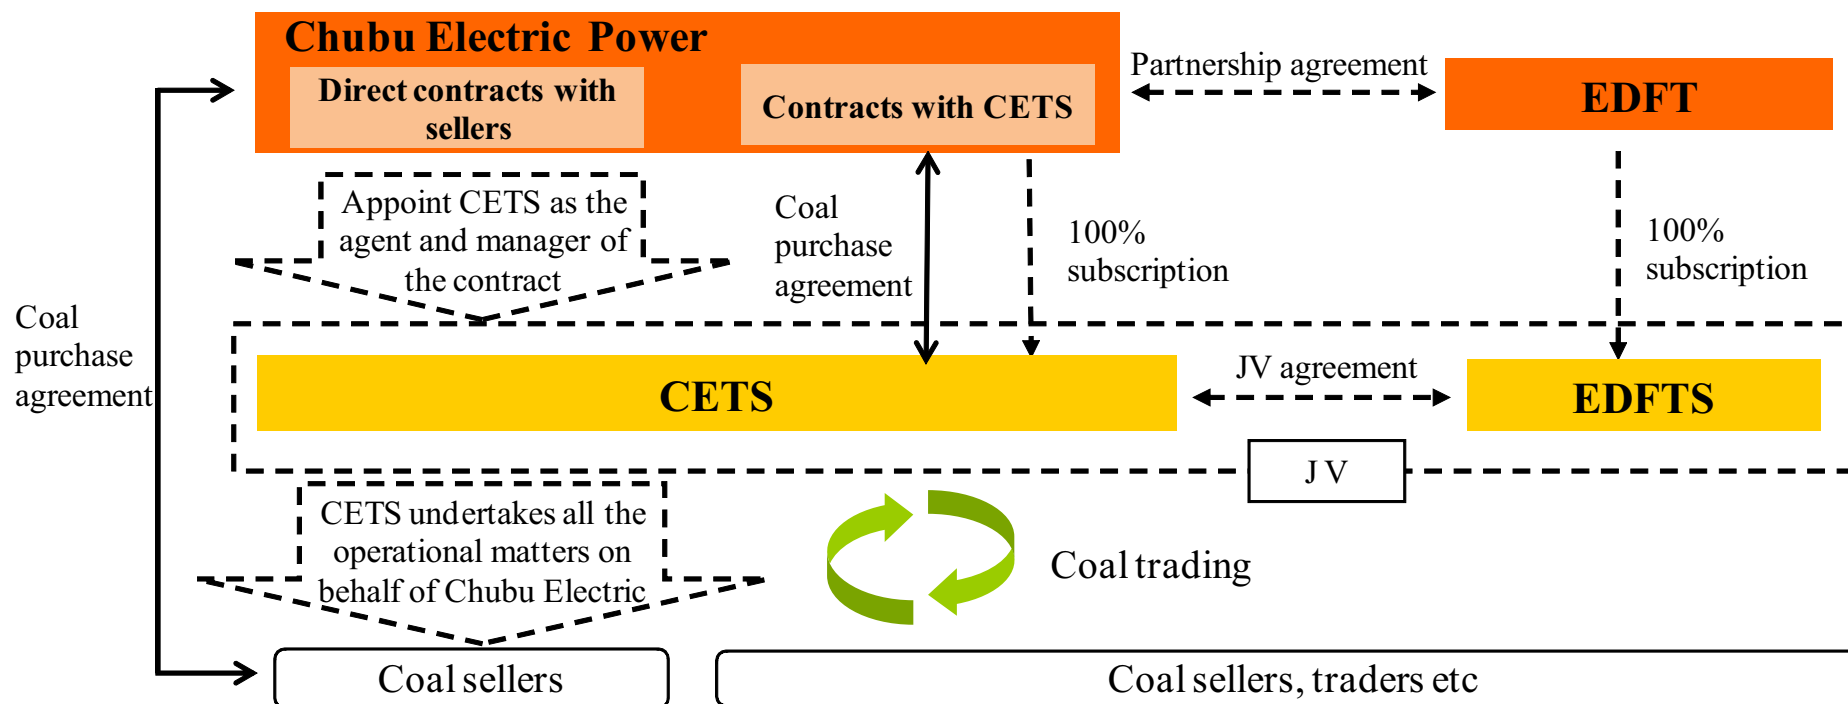 Chubu Electric Power
Direct contracts with
sellers
Contracts with CETS
Partnership agreement
EDFT
Appoint CETS as the
agent and manager of
the contract
Coal
purchase
agreement
100%
subscription
100%
subscription
Coal
purchase
agreement
CETS
JV agreement
EDFTS
J V
CETS undertakes all the
operational matters on
behalf of Chubu Electric
Coal trading
Coal sellers
Coal sellers, traders etc